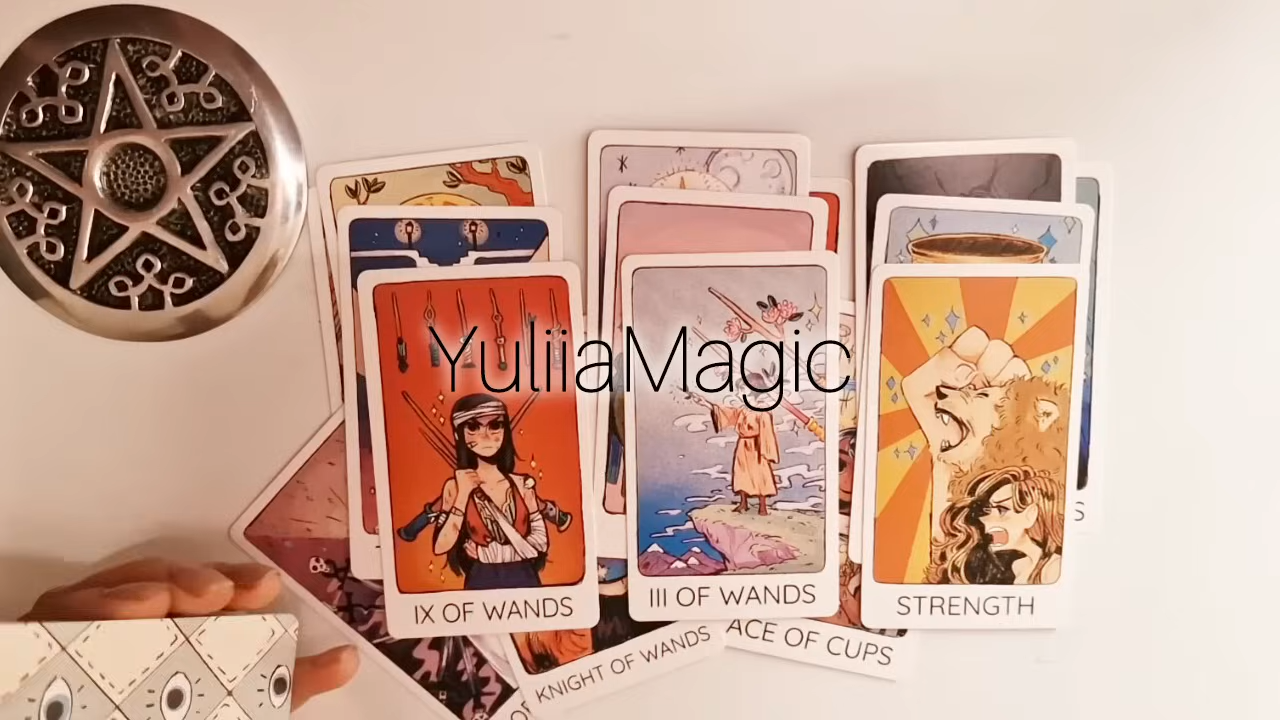 YuliiaMagic
IX OF WANDS
III OF WANDS
STRENGTH
KNIGHT OF WANDS
ACE OF CUPS